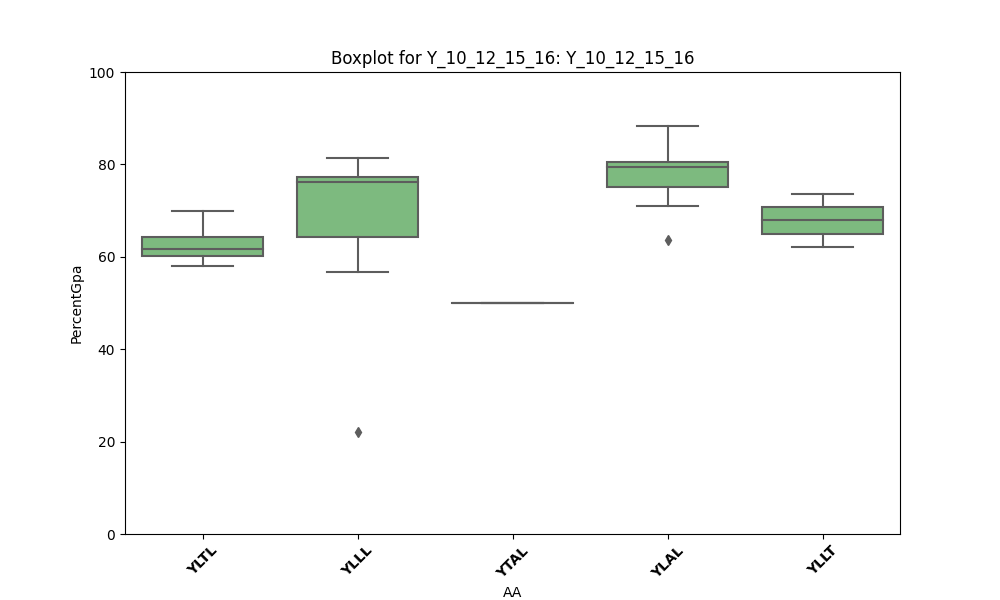 Boxplot for Y_10_12_15_16: Y_10_12_15_16
100
80
60
40
20
0
PercentGpa
YLTL
YLLL
YTAL
YLAL
YLLT
AA